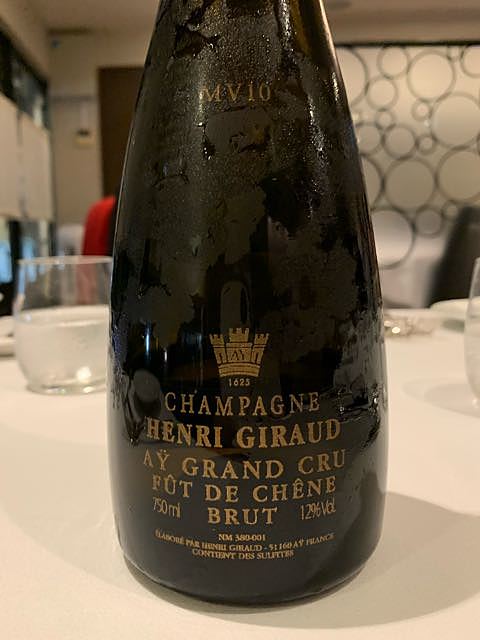 MV10
1625
CHAMPAGNE
HENRI GIRAUD
AŸ GRAND CRU
FÛT DE CHÊNE
750 ml BRUT 12% Vol.
NM 380-001
ÉLABORÉ PAR HENRI GIRAUD - 51160 AŸ FRANCE
CONTIENT DES SULFITES